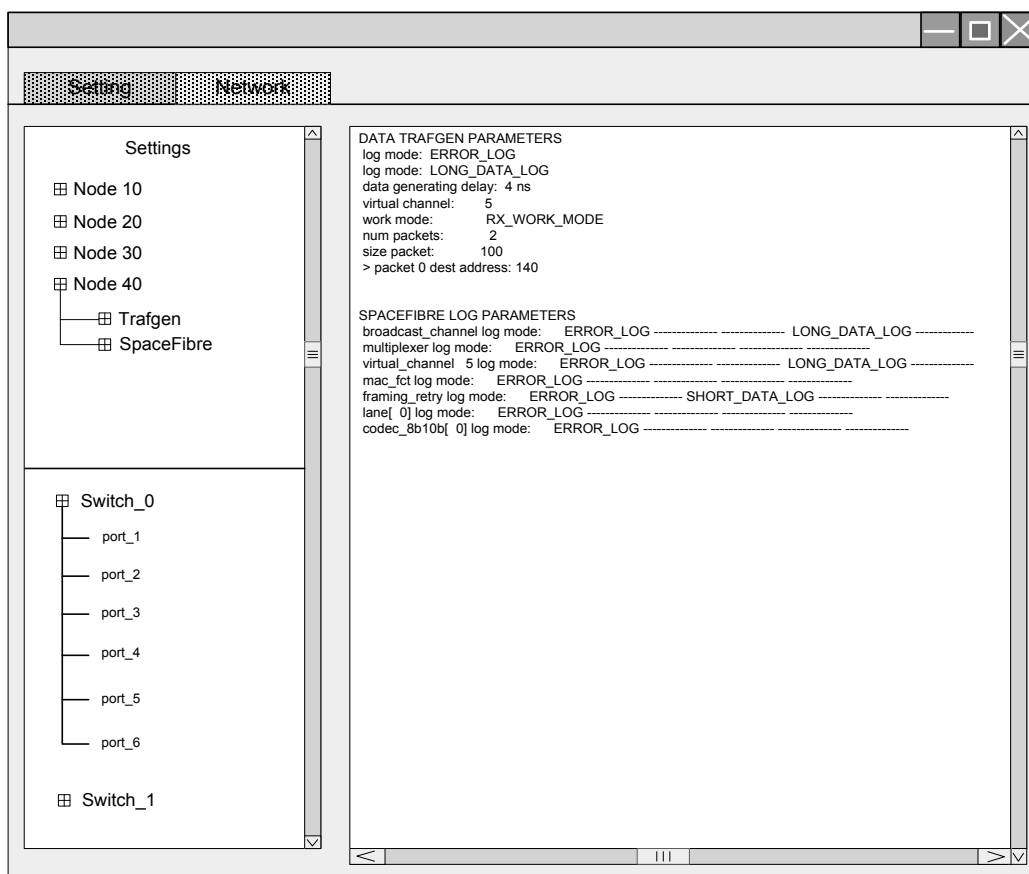 Setting Network
Settings
Node 10
Node 20
Node 30
Node 40
Trafgen
SpaceFibre
Switch_0
port_1
port_2
port_3
port_4
port_5
port_6
Switch_1
DATA TRAFGEN PARAMETERS
log mode: ERROR_LOG
log mode: LONG_DATA_LOG
data generating delay: 4 ns
virtual channel: 5
work mode: RX_WORK_MODE
num packets: 2
size packet: 100
> packet 0 dest address: 140
SPACEFIBRE LOG PARAMETERS
broadcast_channel log mode: ERROR_LOG -------------- -------------- LONG_DATA_LOG -------------
multiplexer log mode: ERROR_LOG -------------- -------------- -------------- --------------
virtual_channel 5 log mode: ERROR_LOG -------------- -------------- LONG_DATA_LOG --------------
mac_fct log mode: ERROR_LOG -------------- -------------- -------------- --------------
framing_retry log mode: ERROR_LOG -------------- SHORT_DATA_LOG -------------- --------------
lane[ 0] log mode: ERROR_LOG -------------- -------------- -------------- --------------
codec_8b10b[ 0] log mode: ERROR_LOG -------------- -------------- -------------- --------------